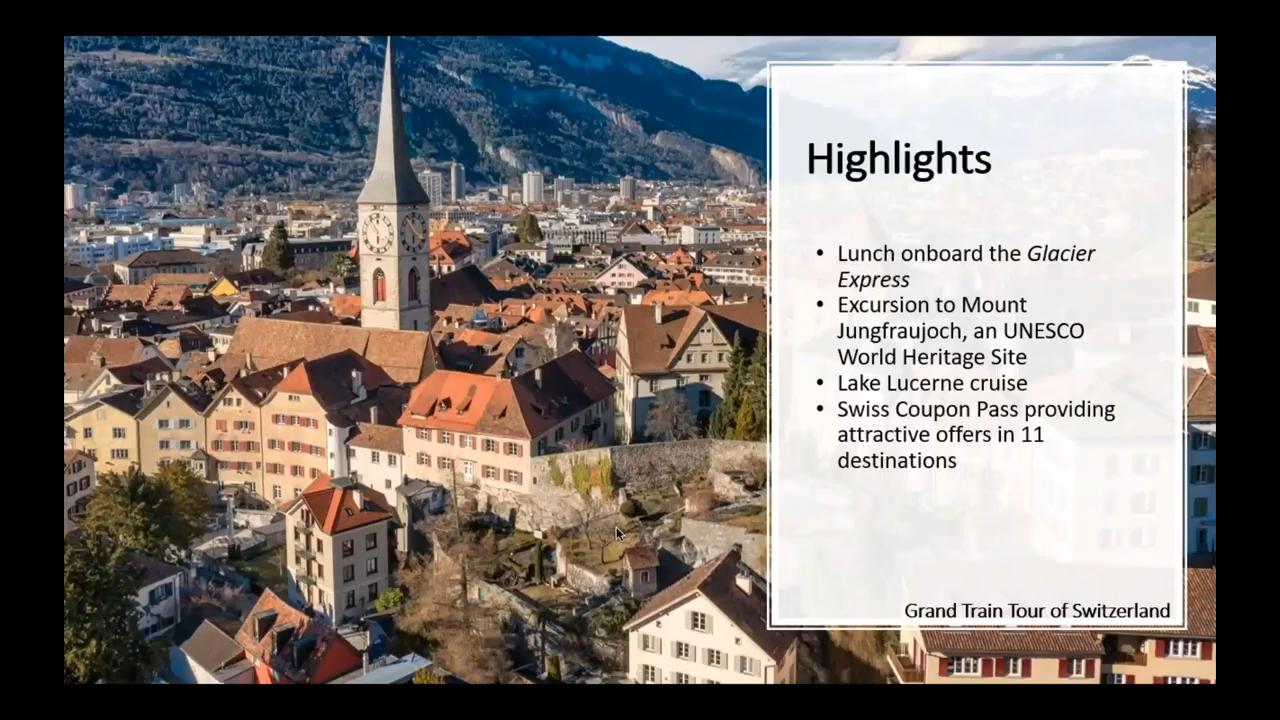 Highlights
• Lunch onboard the Glacier
Express
• Excursion to Mount
Jungfraujoch, an UNESCO
World Heritage Site
• Lake Lucerne cruise
• Swiss Coupon Pass providing
attractive offers in 11
destinations
Grand Train Tour of Switzerland